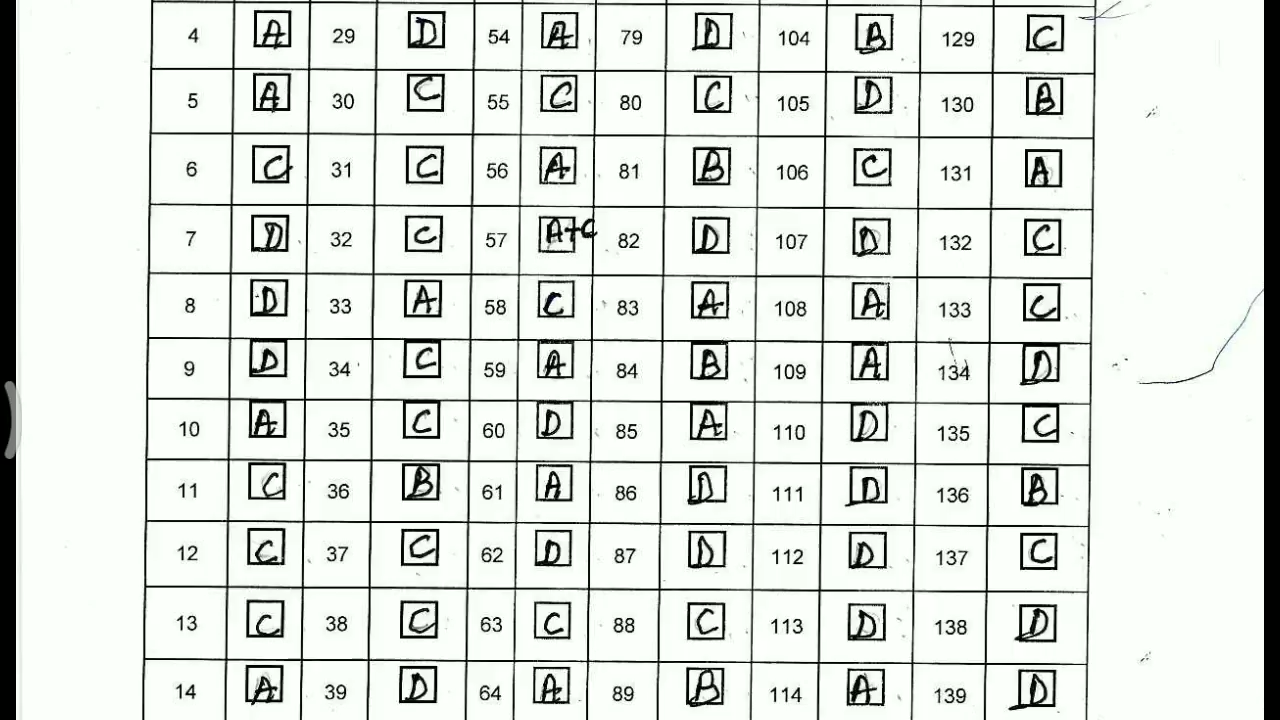 4 A 29 D 54 A 79 D 104 B 129 C
5 A 30 C 55 C 80 C 105 D 130 B
6 C 31 C 56 A 81 B 106 C 131 A
7 D 32 C 57 A+C 82 D 107 D 132 C
8 D 33 A 58 C 83 A 108 A 133 C
9 D 34 C 59 A 84 B 109 A 134 D
10 A 35 C 60 D 85 A 110 D 135 C
11 C 36 B 61 A 86 D 111 D 136 B
12 C 37 C 62 D 87 D 112 D 137 C
13 C 38 C 63 C 88 C 113 D 138 D
14 A 39 D 64 A 89 B 114 A 139 D